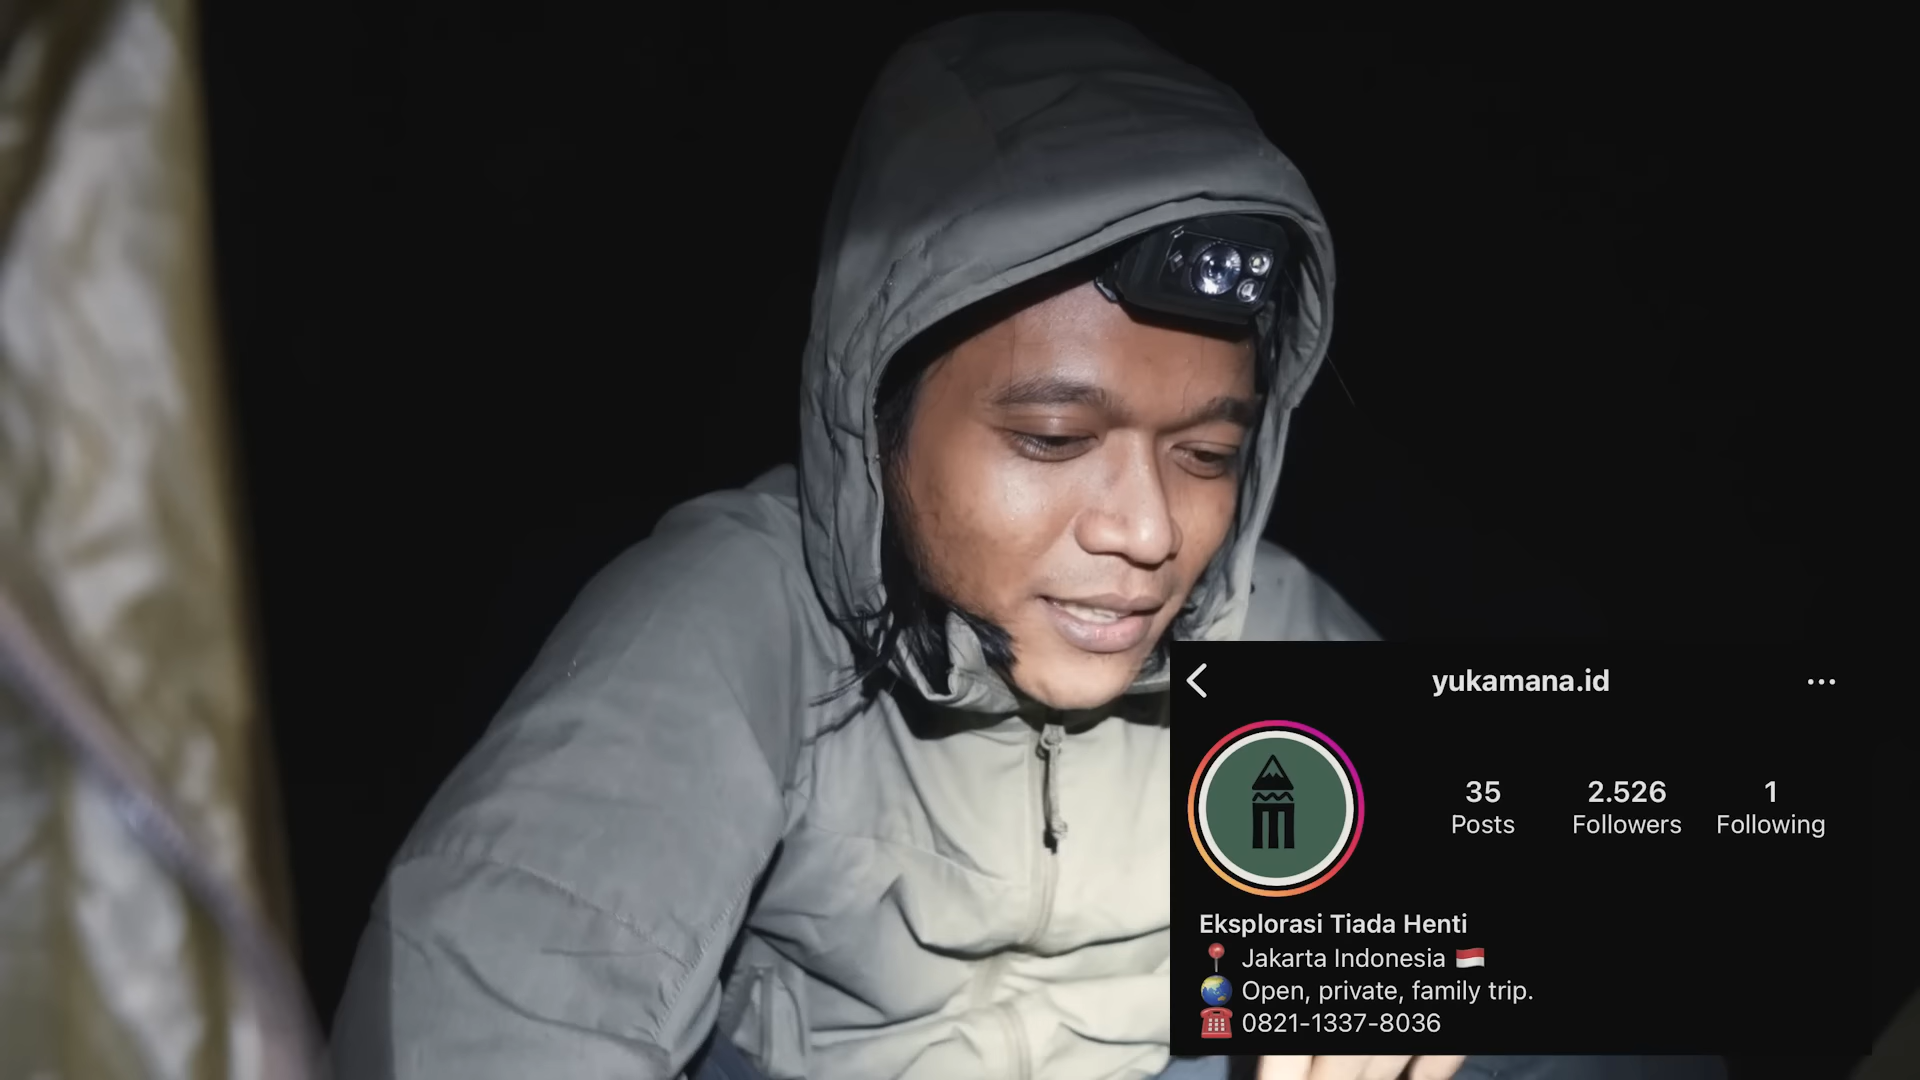 yukamana.id
35
Posts
2.526
Followers
1
Following
Eksplorasi Tiada Henti
📍 Jakarta Indonesia 🇮🇩
🌏 Open, private, family trip.
☎️ 0821-1337-8036